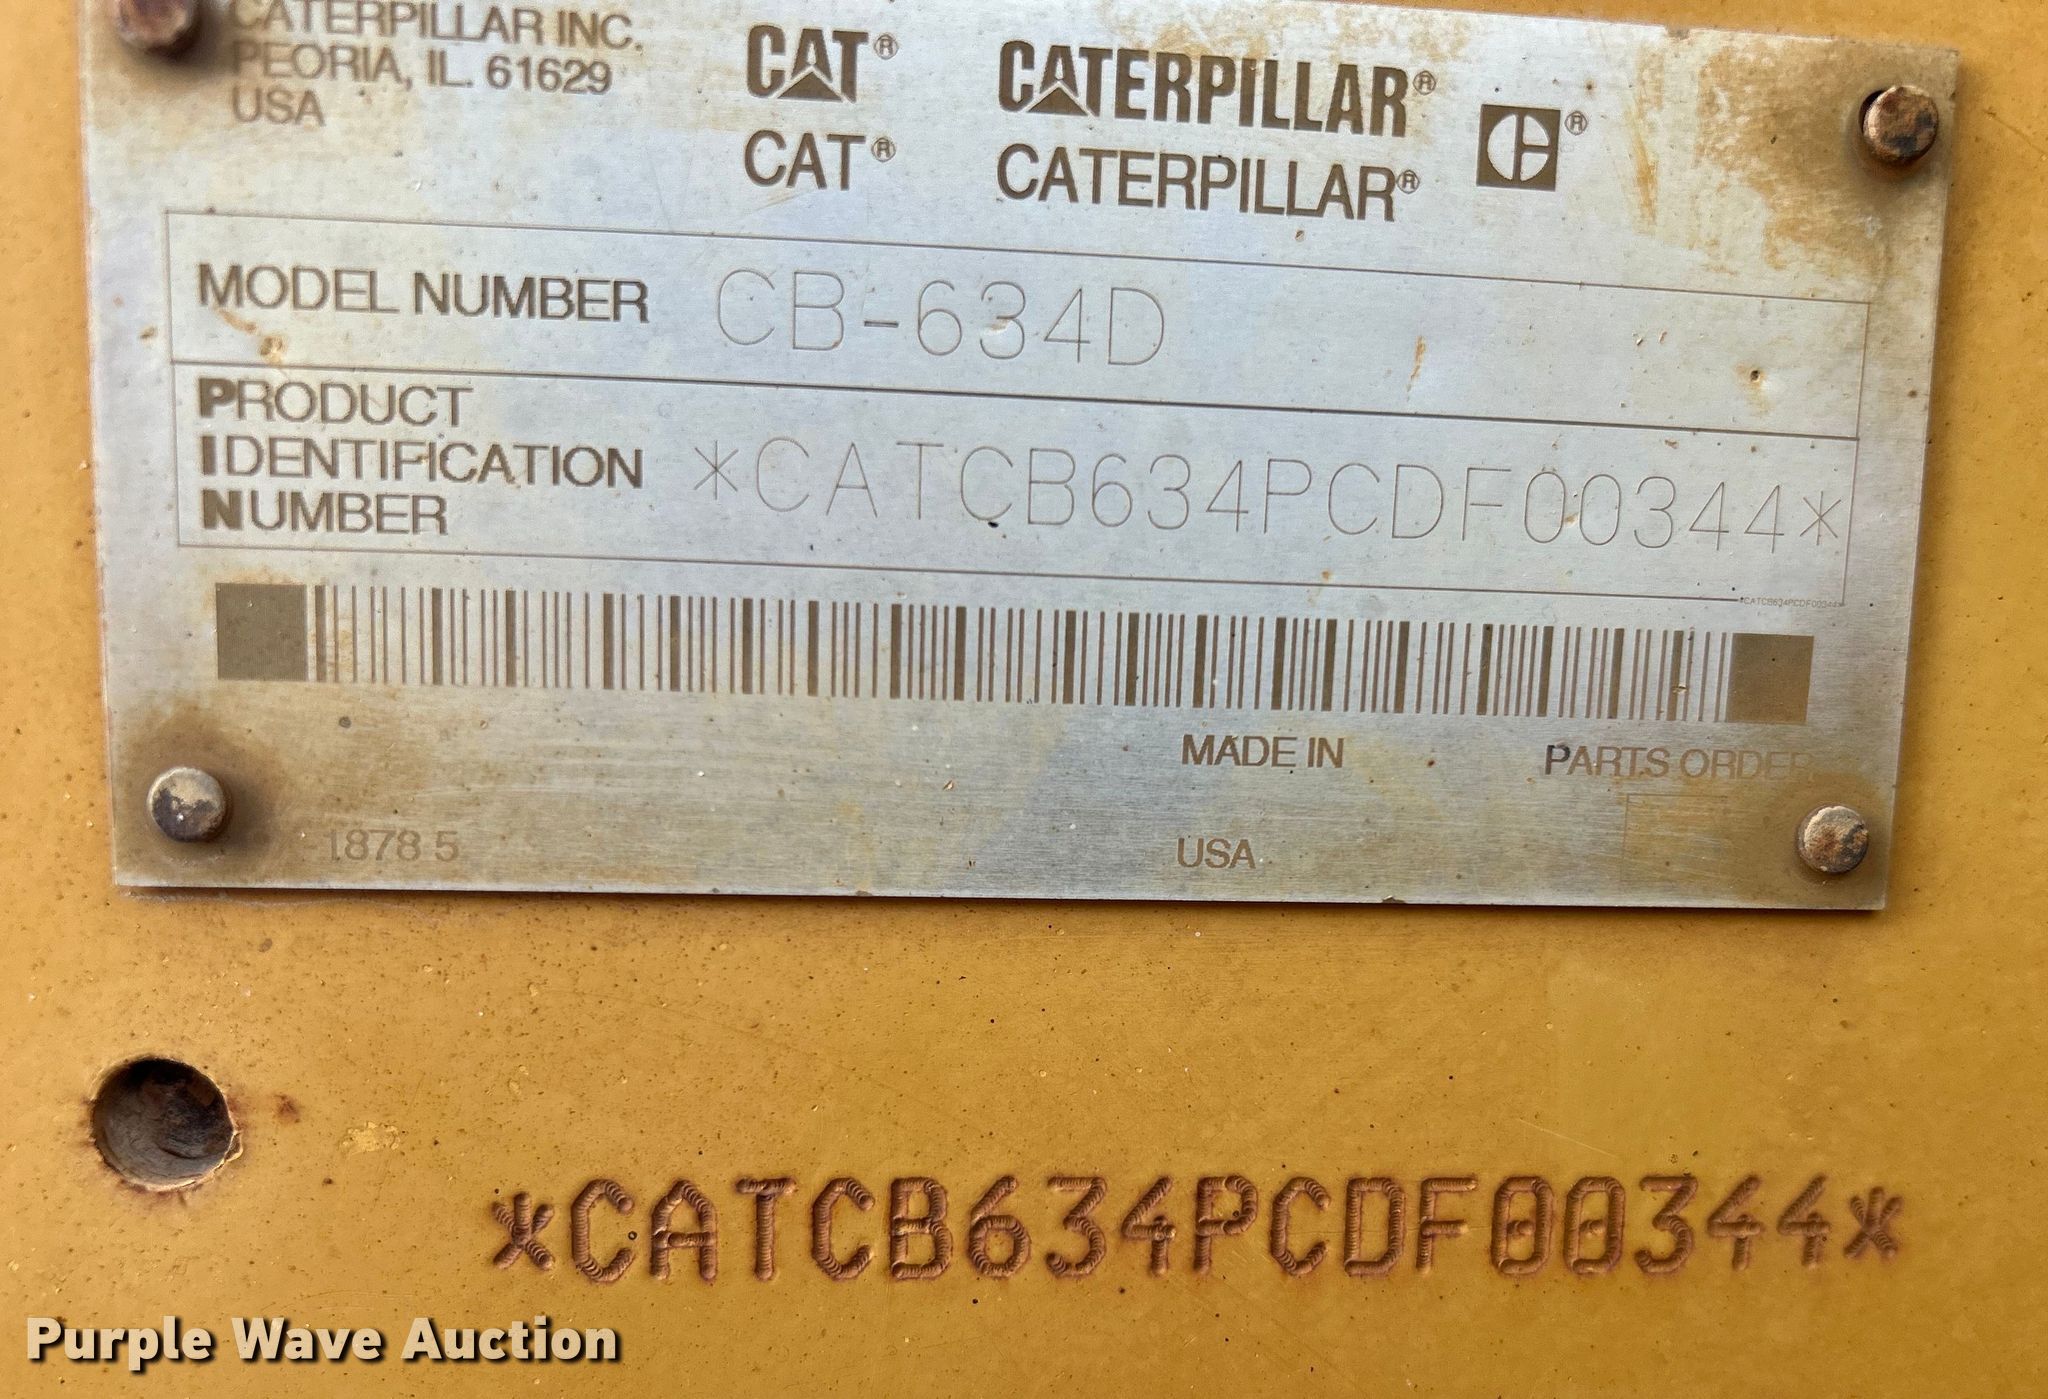 CATERPILLAR INC.
PEORIA, IL. 61629
USA
CAT® CATERPILLAR® ®
CAT® CATERPILLAR®
MODEL NUMBER CB-634D
PRODUCT
IDENTIFICATION
NUMBER
*CATCB634PCDF00344*
*CATCB634PCDF00344*
MADE IN
PARTS ORDER
1878 5
USA
*CATCB634PCDF00344*
Purple Wave Auction